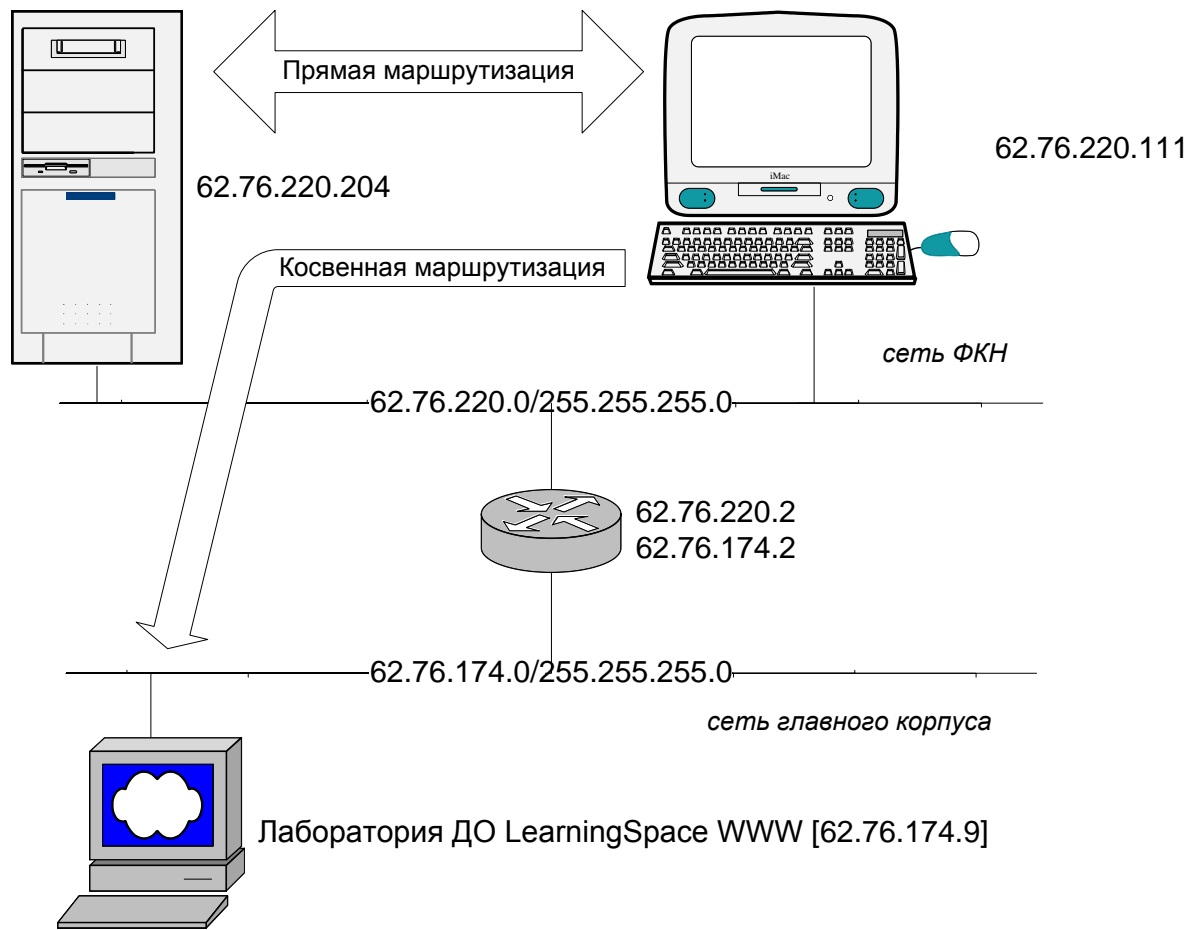 Прямая маршрутизация
62.76.220.111
iMac
62.76.220.204
Косвенная маршрутизация
сеть ФКН
62.76.220.0/255.255.255.0
62.76.220.2
62.76.174.2
62.76.174.0/255.255.255.0
сеть главного корпуса
Лаборатория ДО LearningSpace WWW [62.76.174.9]